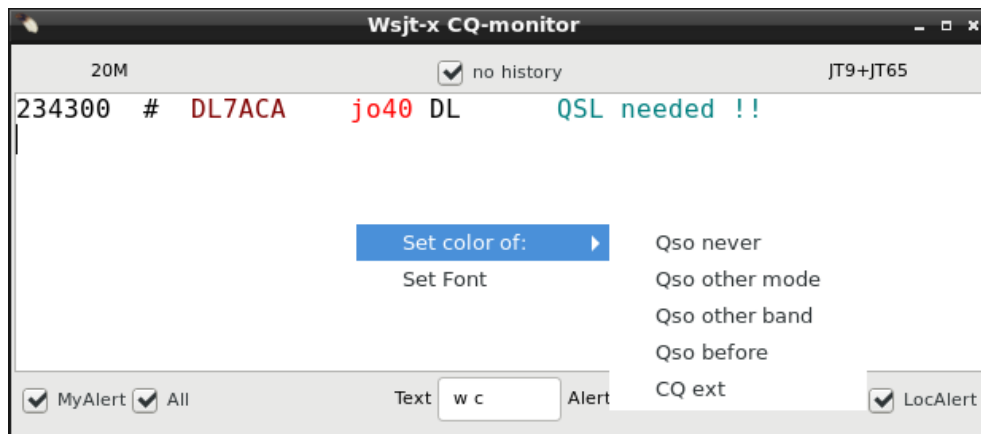 Wsjt-x CQ-monitor
20M no history JT9+JT65
234300 # DL7ACA jo40 DL QSL needed !!
Set color of: Qso never
Set Font Qso other mode
Qso other band
Qso before
CQ ext
MyAlert All Text w c Alert LocAlert